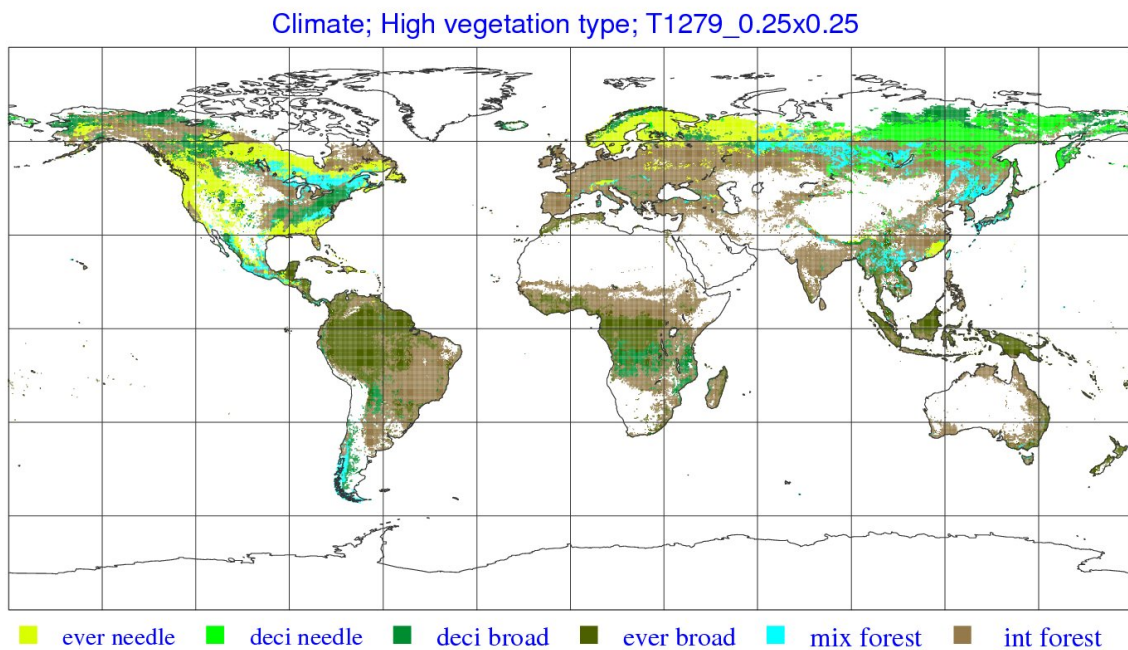 Climate; High vegetation type; T1279_0.25x0.25
ever needle deci needle deci broad ever broad mix forest int forest